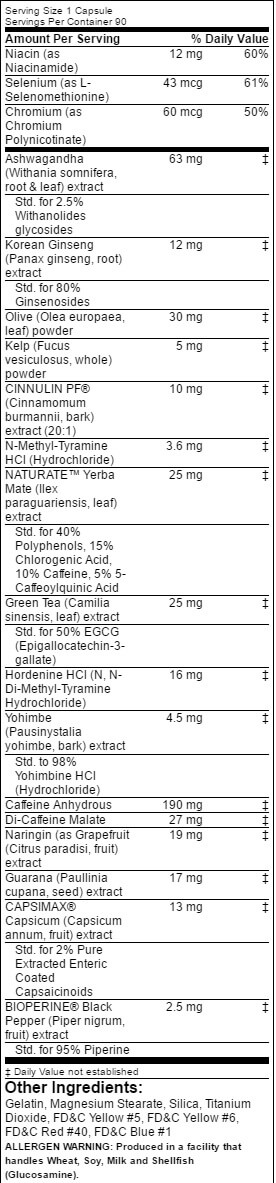 Serving Size 1 Capsule
Servings Per Container 90
Amount Per Serving % Daily Value
Niacin (as 12 mg 60%
Niacinamide)
Selenium (as L- 43 mcg 61%
Selenomethionine)
Chromium (as 60 mcg 50%
Chromium
Polynicotinate)
Ashwagandha 63 mg ‡
(Withania somnifera,
root & leaf) extract
Std. for 2.5%
Withanolides
glycosides
Korean Ginseng 12 mg ‡
(Panax ginseng, root)
extract
Std. for 80%
Ginsenosides
Olive (Olea europaea, 30 mg ‡
leaf) powder
Kelp (Fucus 5 mg ‡
vesiculosus, whole)
powder
CINNULIN PF® 10 mg ‡
(Cinnamomum
burmannii, bark)
extract (20:1)
N-Methyl-Tyramine 3.6 mg ‡
HCl (Hydrochloride)
NATURATE™ Yerba 25 mg ‡
Mate (Ilex
paraguariensis, leaf)
extract
Std. for 40%
Polyphenols, 15%
Chlorogenic Acid,
10% Caffeine, 5% 5-
Caffeoylquinic Acid
Green Tea (Camilia 25 mg ‡
sinensis, leaf) extract
Std. for 50% EGCG
(Epigallocatechin-3-
gallate)
Hordenine HCl (N, N- 16 mg ‡
Di-Methyl-Tyramine
Hydrochloride)
Yohimbe 4.5 mg ‡
(Pausinystalia
yohimbe, bark) extract
Std. to 98%
Yohimbine HCl
(Hydrochloride)
Caffeine Anhydrous 190 mg ‡
Di-Caffeine Malate 27 mg ‡
Naringin (as Grapefruit 19 mg ‡
(Citrus paradisi, fruit)
extract
Guarana (Paullinia 17 mg ‡
cupana, seed) extract
CAPSIMAX® 13 mg ‡
Capsicum (Capsicum
annum, fruit) extract
Std. for 2% Pure
Extracted Enteric
Coated
Capsaicinoids
BIOPERINE® Black 2.5 mg ‡
Pepper (Piper nigrum,
fruit) extract
Std. for 95% Piperine
‡ Daily Value not established
Other Ingredients:
Gelatin, Magnesium Stearate, Silica, Titanium
Dioxide, FD&C Yellow #5, FD&C Yellow #6,
FD&C Red #40, FD&C Blue #1
ALLERGEN WARNING: Produced in a facility that
handles Wheat, Soy, Milk and Shellfish
(Glucosamine).